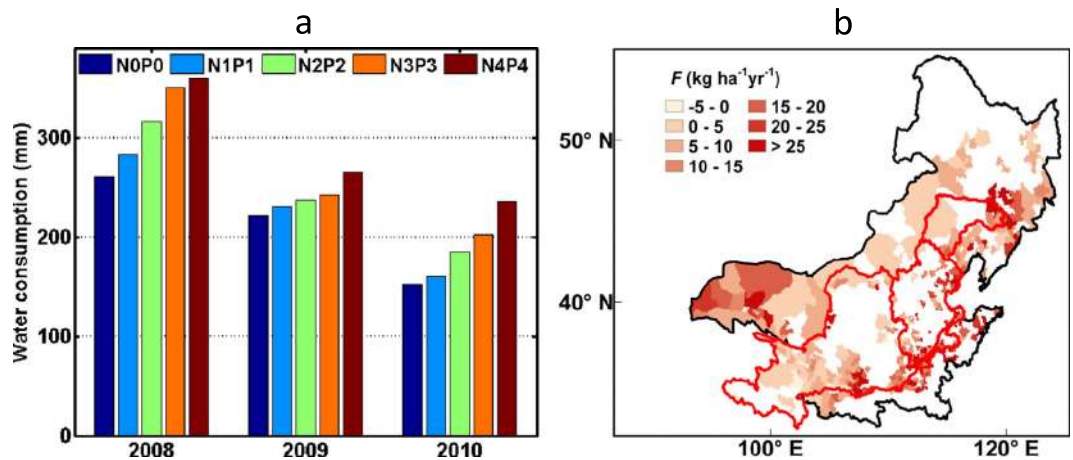 a
b
N0P0 N1P1 N2P2 N3P3 N4P4
Water consumption (mm)
300
200
100
0
2008 2009 2010
F (kg ha⁻¹yr⁻¹)
-5 - 0 15 - 20
0 - 5 20 - 25
5 - 10 > 25
10 - 15
50° N
40° N
100° E 120° E